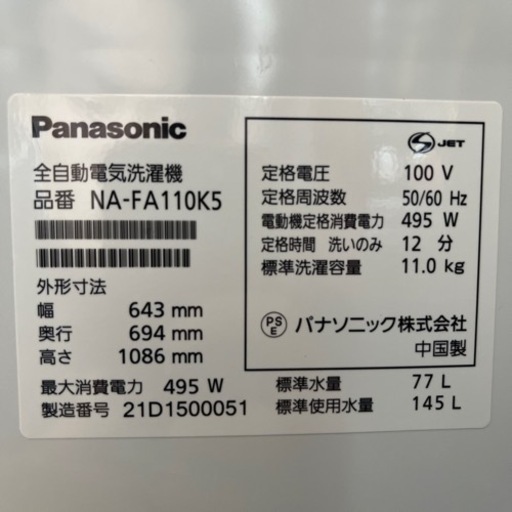 Panasonic
全自動電気洗濯機
品番 NA-FA110K5
外形寸法
幅 643 mm
奥行 694 mm
高さ 1086 mm
最大消費電力 495 W
製造番号 21D1500051
S JET
定格電圧 100 V
定格周波数 50/60 Hz
電動機定格消費電力 495 W
定格時間 洗いのみ 12 分
標準洗濯容量 11.0 kg
PSE パナソニック株式会社
中国製
標準水量 77 L
標準使用水量 145 L